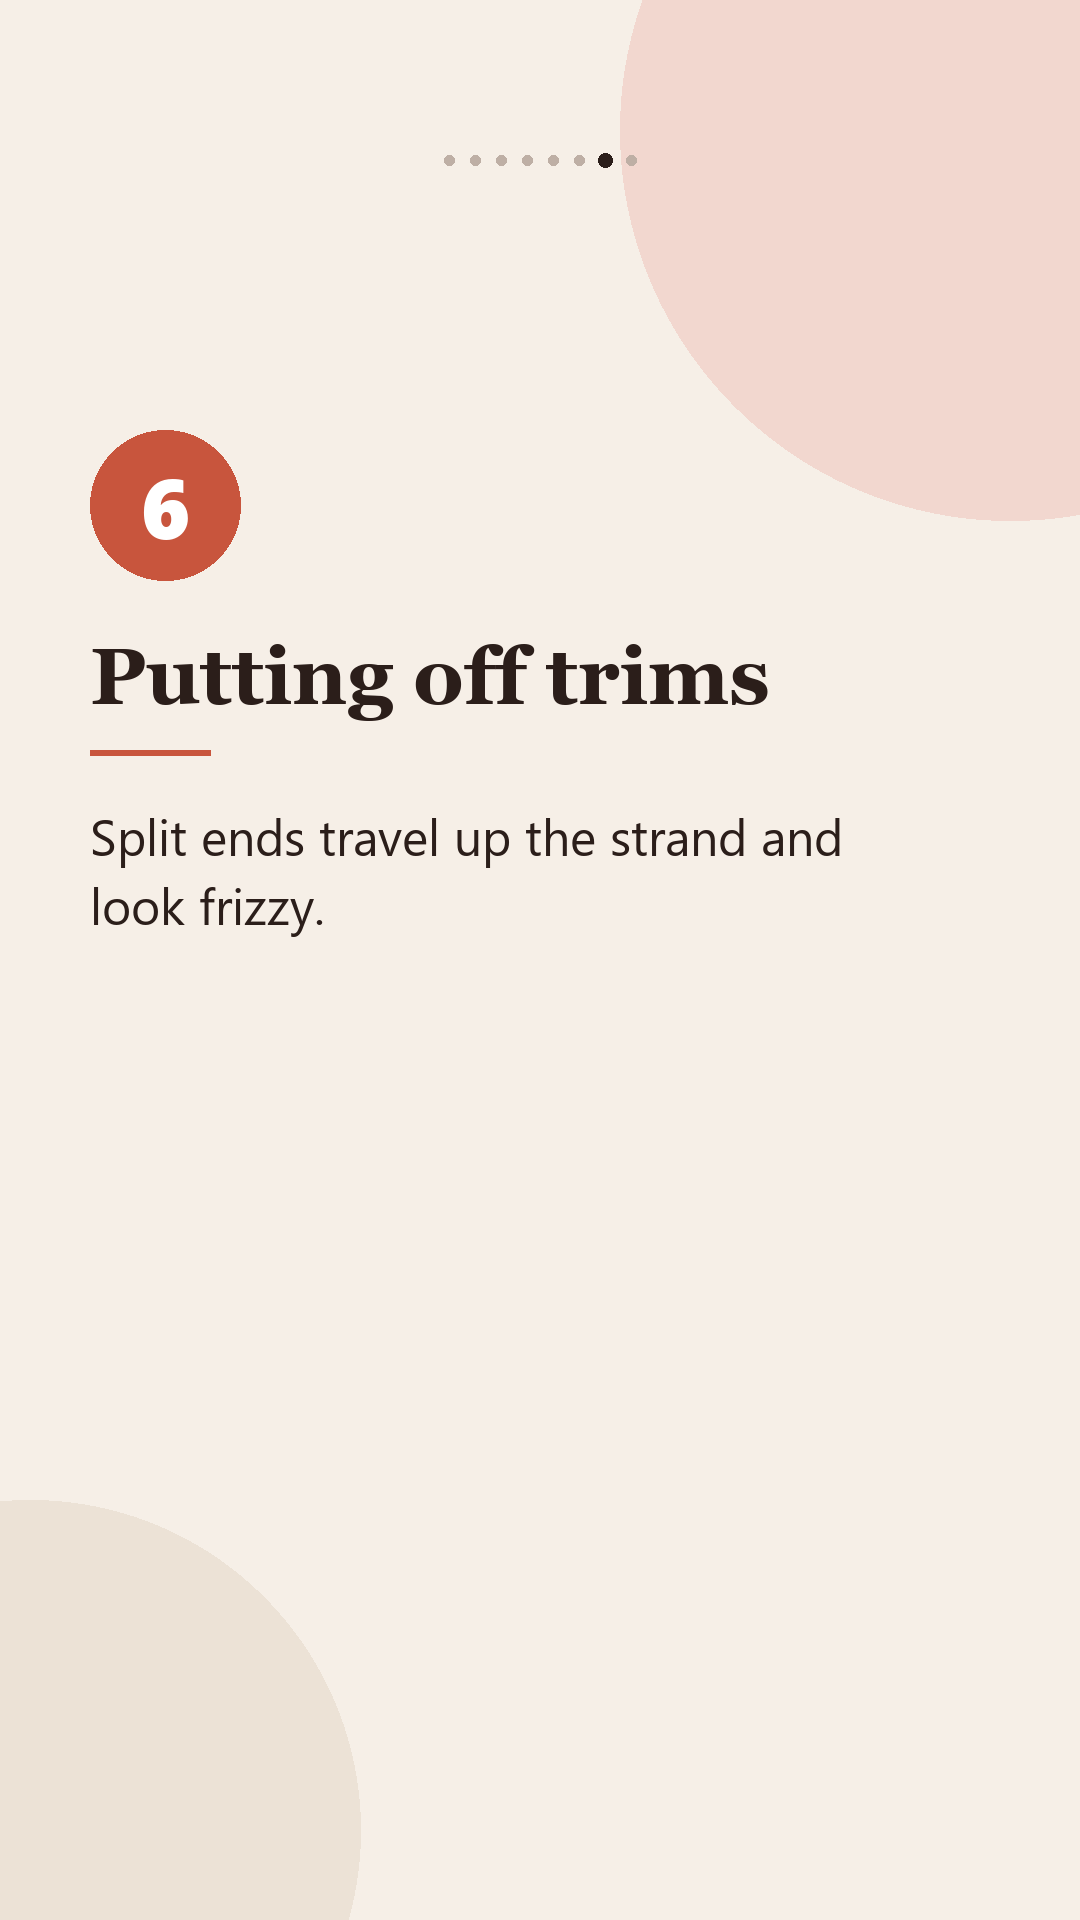 6
Putting off trims
Split ends travel up the strand and
look frizzy.